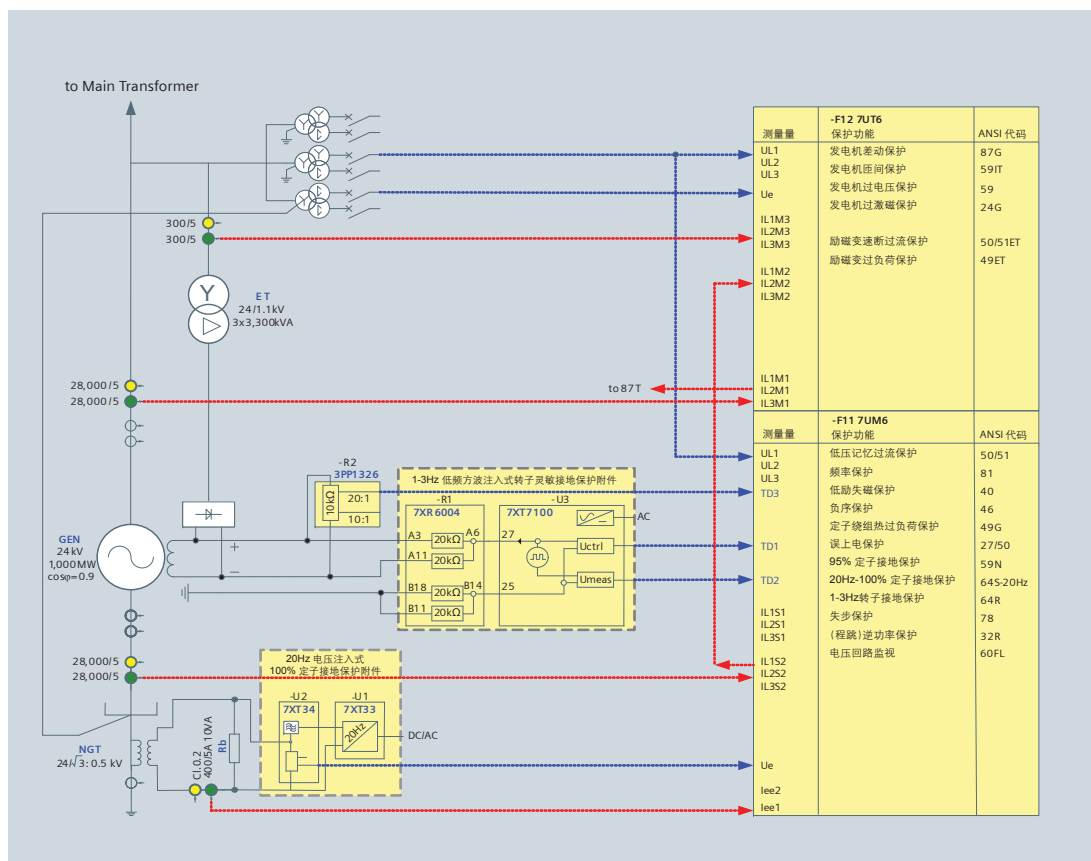 to Main Transformer
300/5
300/5
ET
24/1.1kV
3x3,300kVA
28,000/5
28,000/5
to 87T
-R2
3PP1326
10kΩ
20:1
10:1
1-3Hz 低频方波注入式转子灵敏接地保护附件
-R1
-U3
7XR6004
7XT7100
AC
A3
20kΩ
A6
27
Uctrl
A11
20kΩ
Umeas
B18
20kΩ
B14
25
B11
20kΩ
GEN
24kV
1,000MW
cosφ=0.9
+
−
28,000/5
28,000/5
20Hz 电压注入式
100% 定子接地保护附件
-U2
-U1
7XT34
7XT33
20Hz
DC/AC
NGT
24/√3: 0.5 kV
Cl.0.2
400/5A 10VA
Rb
-F12 7UT6
测量量 保护功能 ANSI 代码
UL1 发电机差动保护 87G
UL2 发电机匝间保护 59IT
UL3
Ue 发电机过电压保护 59
发电机过激磁保护 24G
IL1M3
IL2M3
IL3M3 励磁变速断过流保护 50/51ET
励磁变过负荷保护 49ET
IL1M2
IL2M2
IL3M2
IL1M1
IL2M1
IL3M1
-F11 7UM6
测量量 保护功能 ANSI 代码
UL1 低压记忆过流保护 50/51
UL2 频率保护 81
UL3
TD3 低励失磁保护 40
负序保护 46
定子绕组热过负荷保护 49G
TD1 误上电保护 27/50
95% 定子接地保护 59N
TD2 20Hz-100% 定子接地保护 64S-20Hz
1-3Hz转子接地保护 64R
IL1S1 失步保护 78
IL2S1
IL3S1 (程跳)逆功率保护 32R
电压回路监视 60FL
IL1S2
IL2S2
IL3S2
Ue
Iee2
Iee1